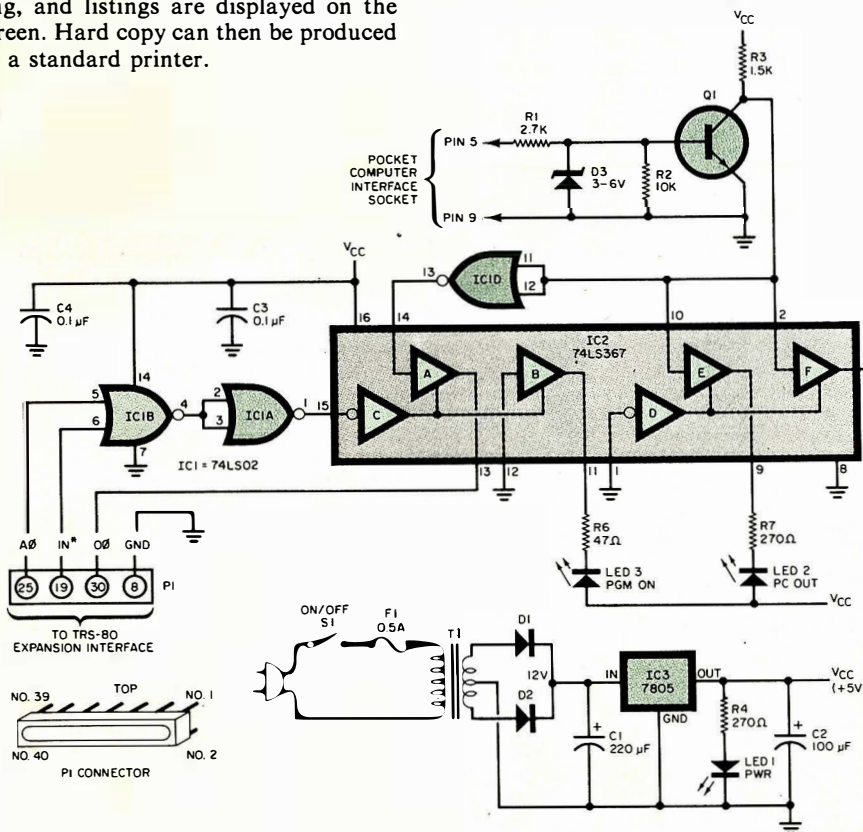 ng, and listings are displayed on the
reen. Hard copy can then be produced
a standard printer.
VCC
R3
1.5K
Q1
R1
2.7K
PIN 5
POCKET
COMPUTER
INTERFACE
SOCKET
D3
3-6V
R2
10K
PIN 9
VCC
13
IC1D
11
12
C4
0.1 µF
C3
0.1 µF
16
14
10
2
IC2
74LS367
14
5
6
IC1B
4
2
3
IC1A
1
15
A
B
C
D
E
F
7
IC1 = 74LS02
13
12
11
1
9
8
AØ
IN*
OØ
GND
25
19
30
8
P1
TO TRS-80
EXPANSION INTERFACE
R6
47Ω
R7
270Ω
LED 3
PGM ON
LED 2
PC OUT
VCC
ON/OFF
S1
F1
0.5A
T1
D1
12V
D2
IN
IC3
7805
OUT
GND
VCC
(+5V
R4
270Ω
+
C1
220 µF
+
C2
100 µF
LED 1
PWR
NO. 39
TOP
NO. 1
NO. 40
NO. 2
P1 CONNECTOR